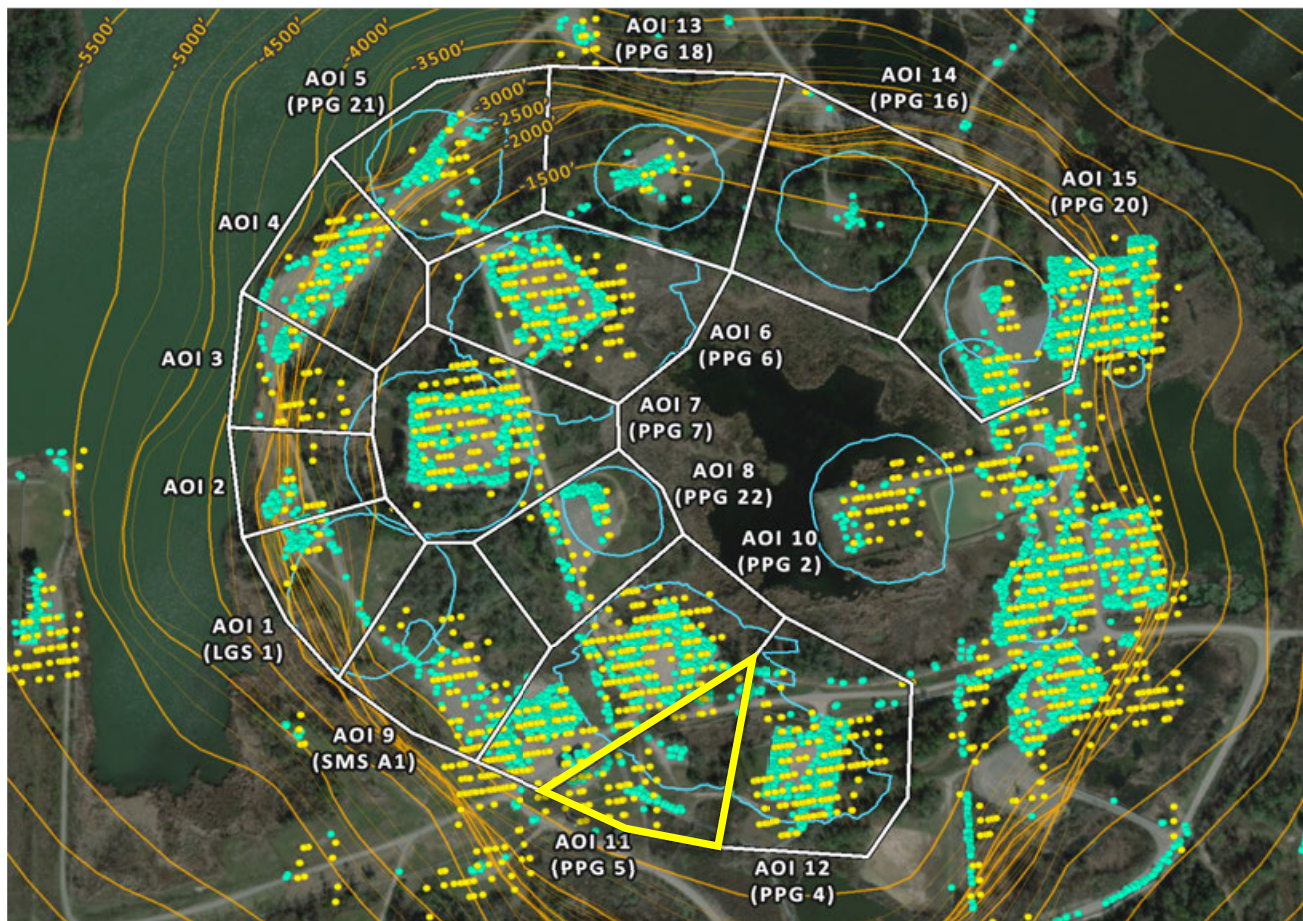 -5500'
-5000'
-4500'
-4000'
-3500'
-3000'
-2500'
-2000'
-1500'
AOI 13
(PPG 18)
AOI 14
(PPG 16)
AOI 5
(PPG 21)
AOI 15
(PPG 20)
AOI 4
AOI 3
AOI 6
(PPG 6)
AOI 7
(PPG 7)
AOI 8
(PPG 22)
AOI 2
AOI 10
(PPG 2)
AOI 1
(LGS 1)
AOI 9
(SMS A1)
AOI 11
(PPG 5)
AOI 12
(PPG 4)